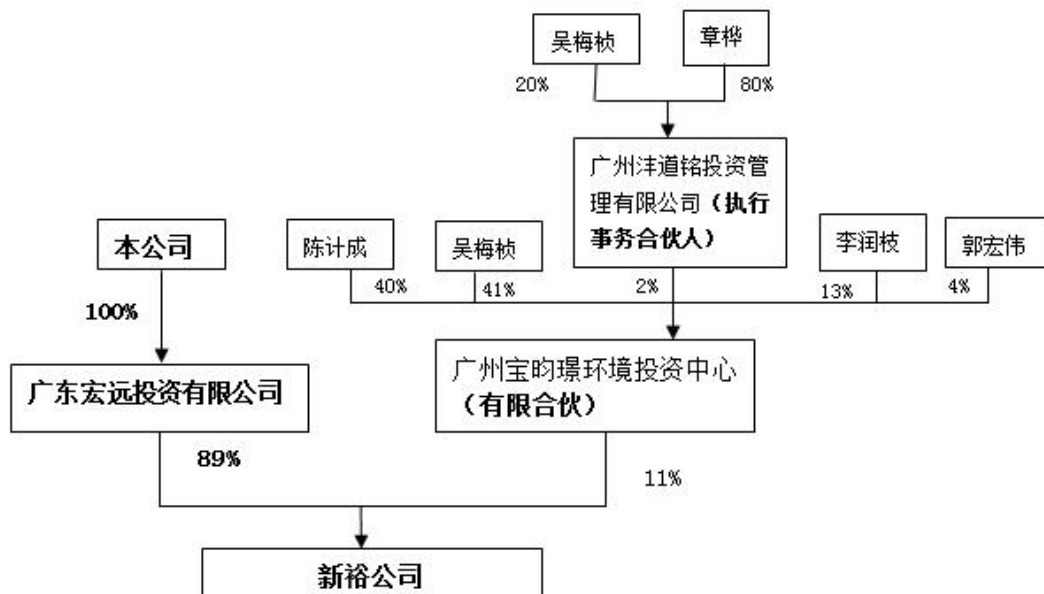 吴梅桢
章桦
20%
80%
广州沣道铭投资管
理有限公司（执行
事务合伙人）
本公司
陈计成
吴梅桢
李润枝
郭宏伟
100%
40%
41%
2%
13%
4%
广东宏远投资有限公司
广州宝昀璟环境投资中心
（有限合伙）
89%
11%
新裕公司